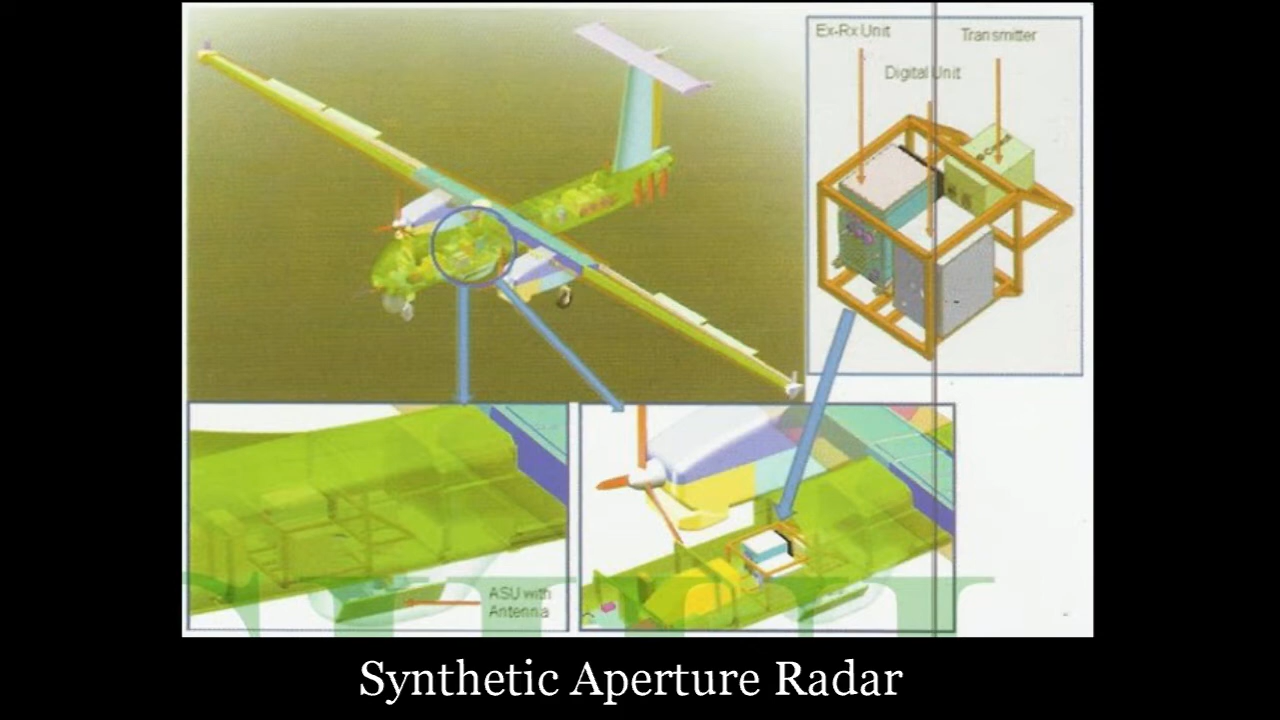 Ex-Rx Unit
Transmitter
Digital Unit
ASU with
Antenna
Synthetic Aperture Radar